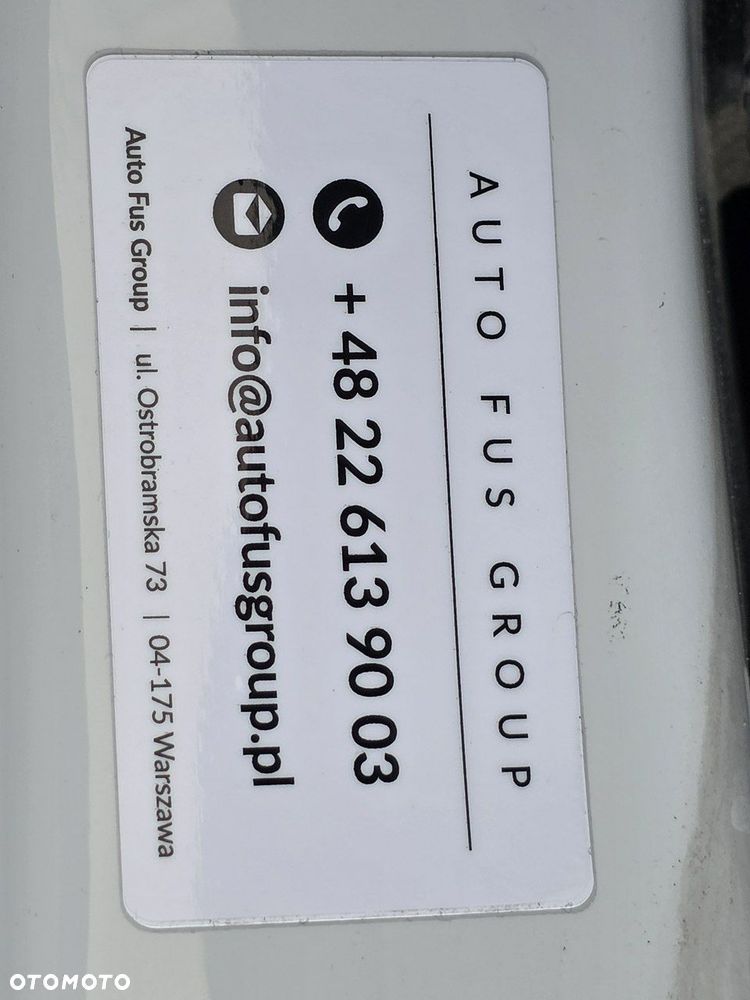 AUTO FUS GROUP
+ 48 22 613 90 03
info@autofusgroup.pl
Auto Fus Group | ul. Ostrobramska 73 | 04-175 Warszawa
OTOMOTO